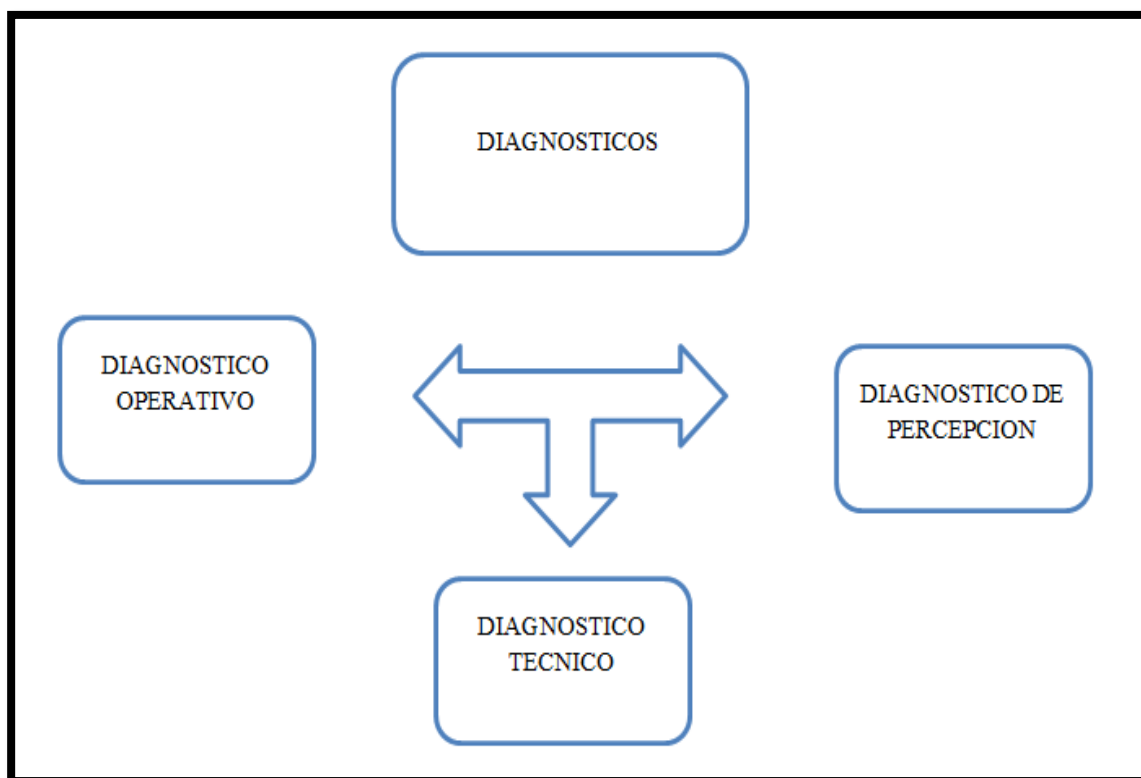 DIAGNOSTICOS
DIAGNOSTICO
OPERATIVO
DIAGNOSTICO DE
PERCEPCION
DIAGNOSTICO
TECNICO